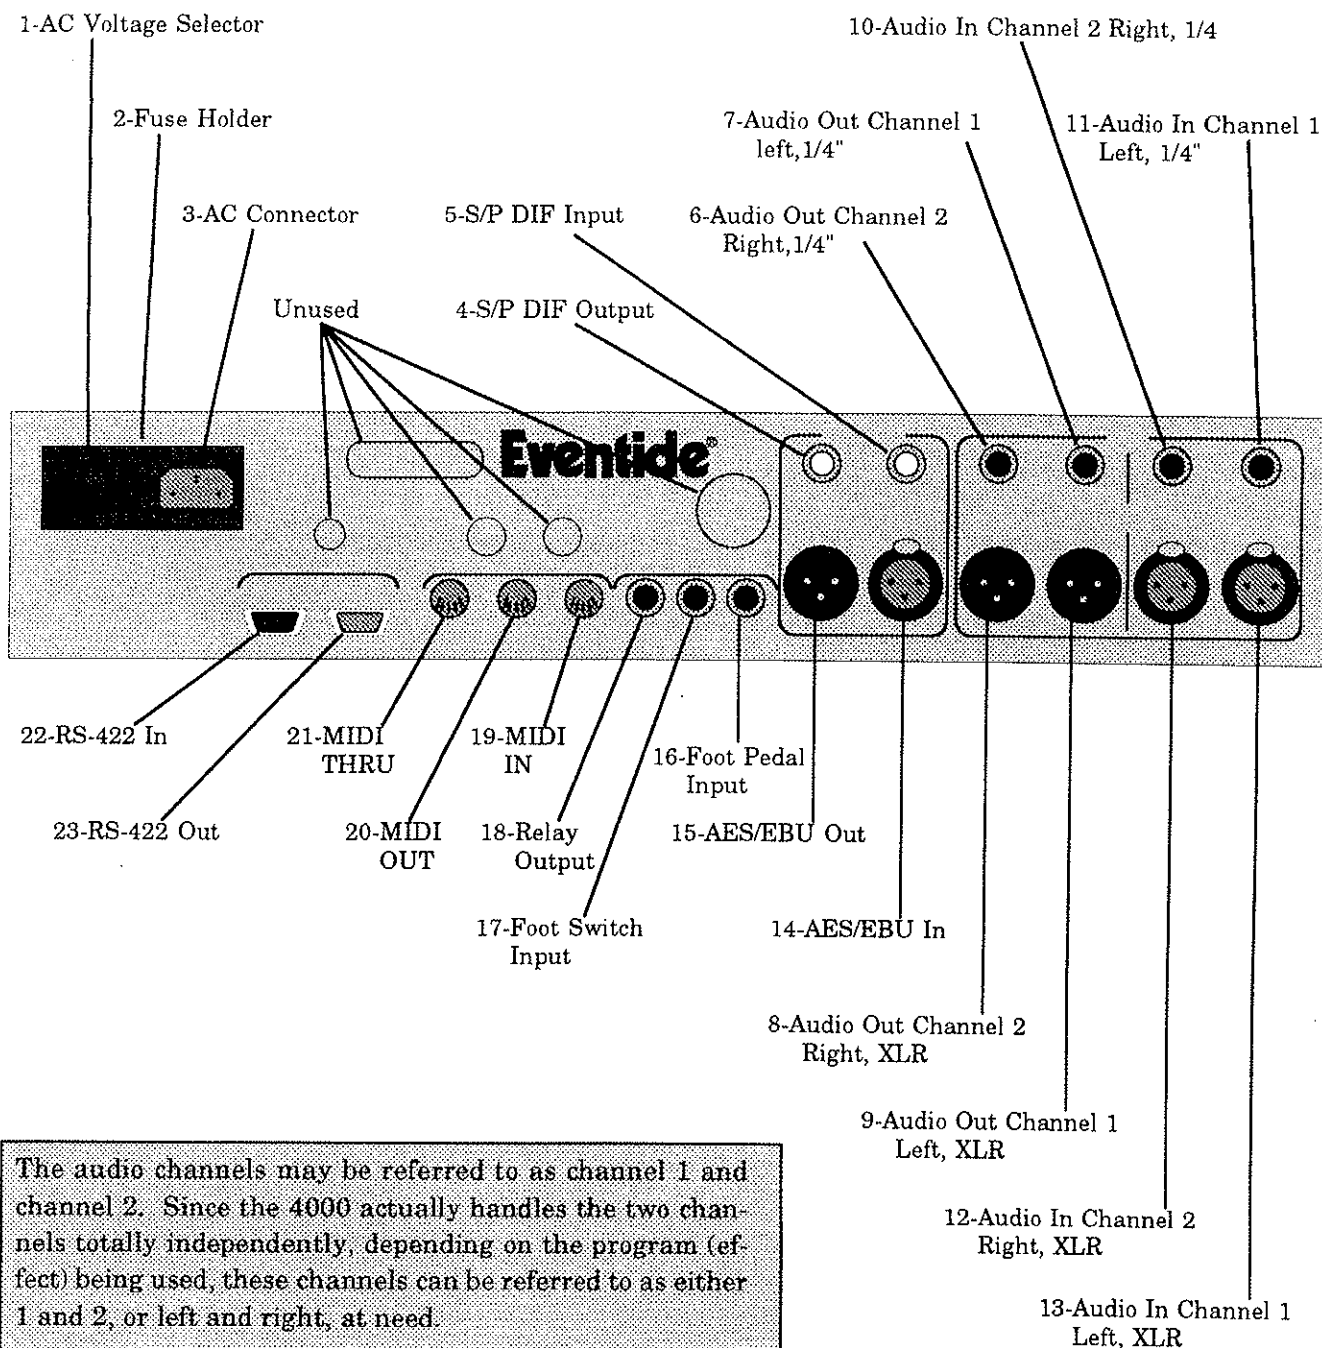 1-AC Voltage Selector
10-Audio In Channel 2 Right, 1/4
2-Fuse Holder
7-Audio Out Channel 1
left,1/4"
11-Audio In Channel 1
Left, 1/4"
3-AC Connector
5-S/P DIF Input
6-Audio Out Channel 2
Right,1/4"
Unused
4-S/P DIF Output
Eventide®
22-RS-422 In
21-MIDI
THRU
19-MIDI
IN
16-Foot Pedal
Input
23-RS-422 Out
20-MIDI
OUT
18-Relay
Output
15-AES/EBU Out
17-Foot Switch
Input
14-AES/EBU In
8-Audio Out Channel 2
Right, XLR
9-Audio Out Channel 1
Left, XLR
12-Audio In Channel 2
Right, XLR
13-Audio In Channel 1
Left, XLR
The audio channels may be referred to as channel 1 and
channel 2. Since the 4000 actually handles the two chan-
nels totally independently, depending on the program (ef-
fect) being used, these channels can be referred to as either
1 and 2, or left and right, at need.